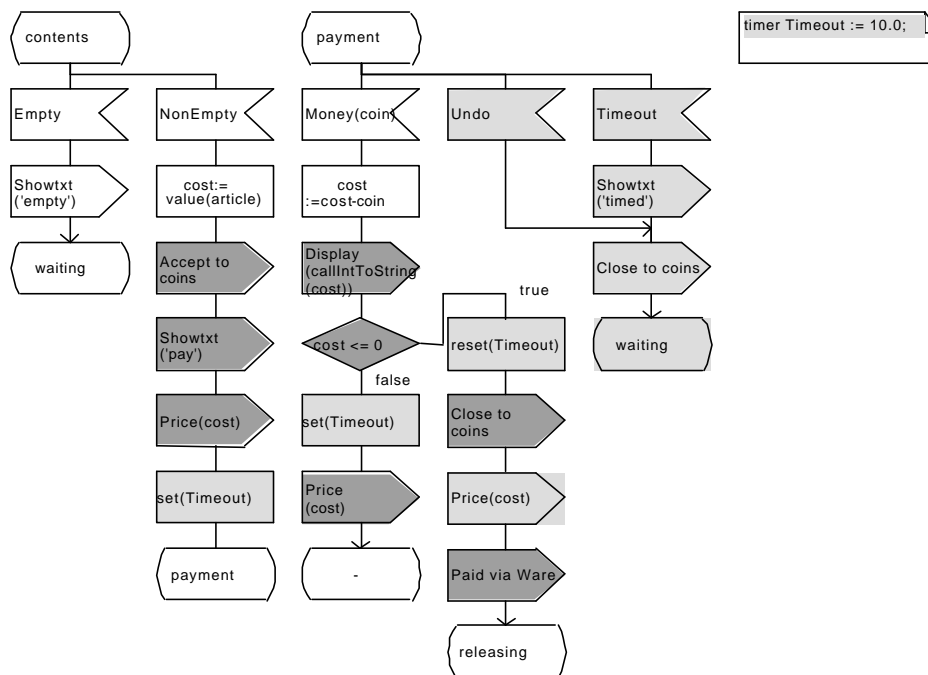 contents
payment
timer Timeout := 10.0;
Empty
NonEmpty
Money(coin)
Undo
Timeout
Showtxt
('empty')
cost:=
value(article)
cost
:=cost-coin
Showtxt
('timed')
waiting
Accept to
coins
Display
(callIntToString
(cost))
Close to coins
true
Showtxt
('pay')
cost <= 0
reset(Timeout)
waiting
false
Price(cost)
set(Timeout)
Close to
coins
set(Timeout)
Price
(cost)
Price(cost)
payment
-
Paid via Ware
releasing